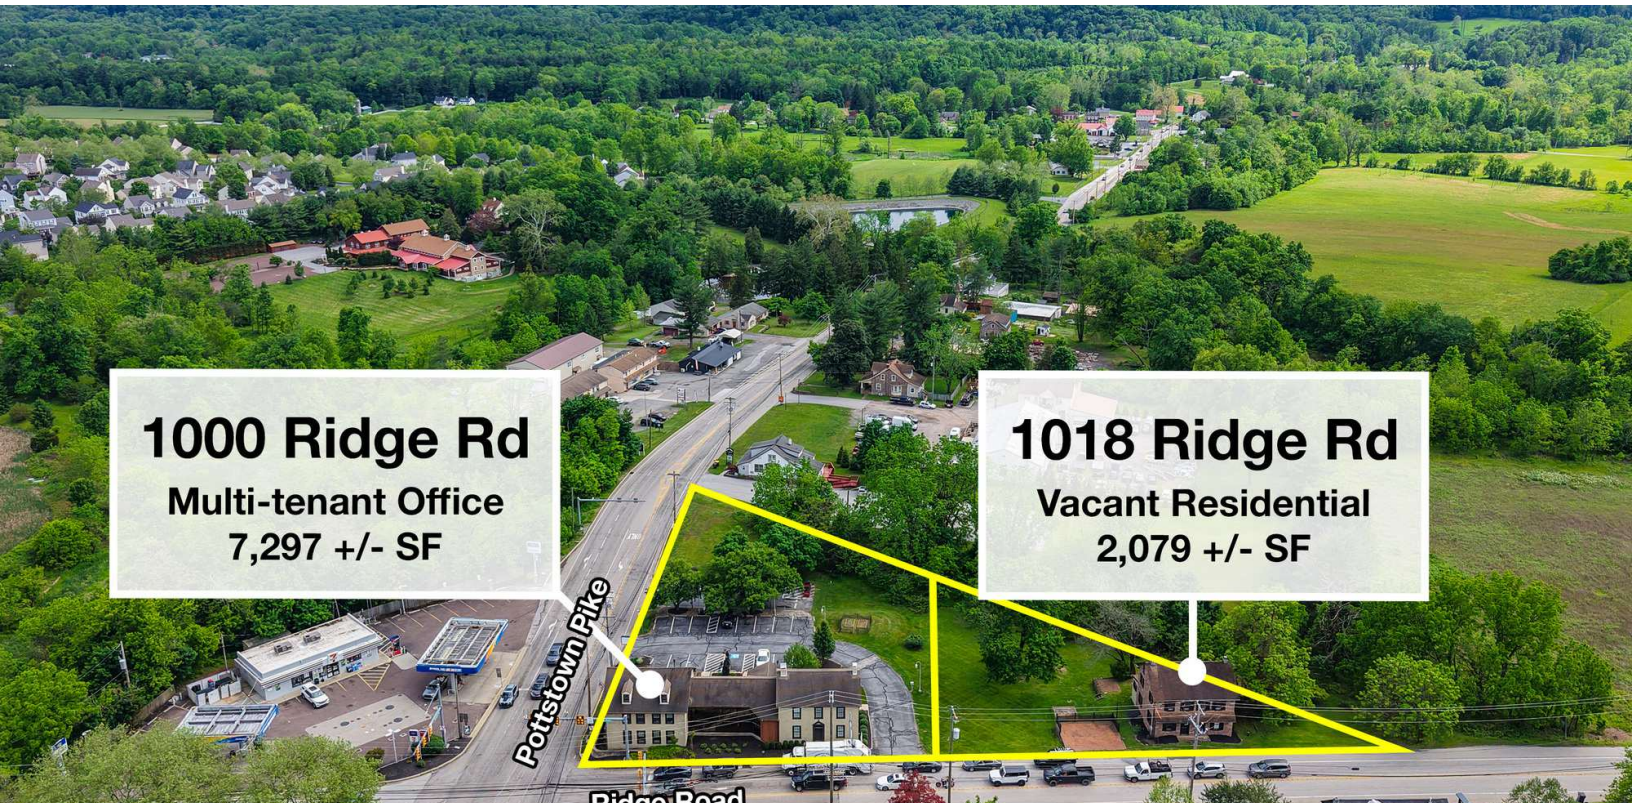 1000 Ridge Rd
Multi-tenant Office
7,297 +/- SF
1018 Ridge Rd
Vacant Residential
2,079 +/- SF
Pottstown Pike
Ridge Road